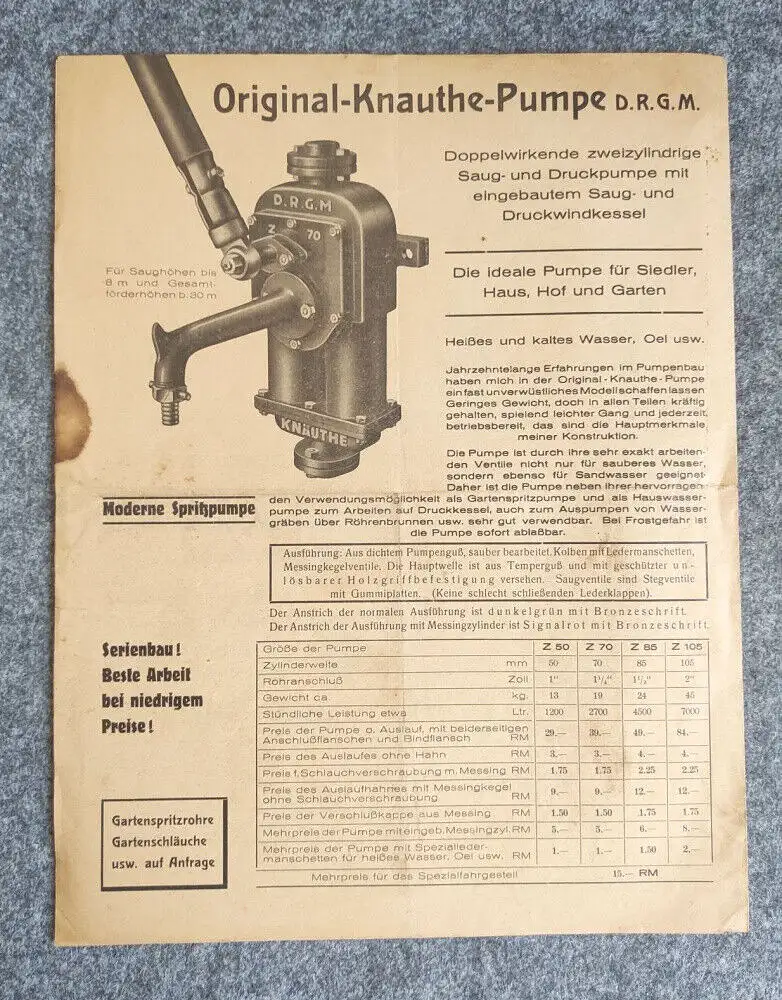 Original-Knauthe-Pumpe D.R.G.M.
Doppelwirkende zweizylindrige
Saug- und Druckpumpe mit
eingebautem Saug- und
Druckwindkessel
D.R.G.M
Z 70
KNAUTHE
Für Saughöhen bis
8 m und Gesamt-
förderhöhen b. 30 m
Die ideale Pumpe für Siedler,
Haus, Hof und Garten
Heißes und kaltes Wasser, Oel usw.
Jahrzehntelange Erfahrungen im Pumpenbau
haben mich in der Original-Knauthe-Pumpe
ein fast unverwüstliches Modell schaffen lassen
Geringes Gewicht, doch in allen Teilen kräftig
gehalten, spielend leichter Gang und jederzeit
betriebsbereit, das sind die Hauptmerkmale
meiner Konstruktion.
Die Pumpe ist durch ihre sehr exakt arbeiten-
den Ventile nicht nur für sauberes Wasser,
sondern ebenso für Sandwasser geeignet
Daher ist die Pumpe neben ihrer hervorragen-
den Verwendungsmöglichkeit als Gartenspritzpumpe und als Hauswasser-
pumpe zum Arbeiten auf Druckkessel, auch zum Auspumpen von Wasser-
gräben über Röhrenbrunnen usw. sehr gut verwendbar. Bei Frostgefahr ist
die Pumpe sofort ablaßbar.
Moderne Spritzpumpe
Ausführung: Aus dichtem Pumpenguß, sauber bearbeitet. Kolben mit Ledermanschetten,
Messingkegelventile. Die Hauptwelle ist aus Temperguß und mit geschützter un-
lösbarer Holzgriffbefestigung versehen. Saugventile sind Stegventile
mit Gummiplatten. (Keine schlecht schließenden Lederklappen).
Der Anstrich der normalen Ausführung ist dunkelgrün mit Bronzeschrift.
Der Anstrich der Ausführung mit Messingzylinder ist Signalrot mit Bronzeschrift.
Serienbau!
Beste Arbeit
bei niedrigem
Preise!
Größe der Pumpe Z 50 Z 70 Z 85 Z 105
Zylinderweite mm 50 70 85 105
Rohranschluß Zoll 1" 1¼" 1½" 2"
Gewicht ca. kg. 13 19 24 45
Stündliche Leistung etwa Ltr. 1200 2700 4500 7000
Preis der Pumpe o. Auslauf, mit beiderseitigen
Anschlußflanschen und Bindflansch RM 29.— 39.— 49.— 84.—
Preis des Auslaufes ohne Hahn RM 3.— 3.— 4.— 4.—
Preis f. Schlauchverschraubung m. Messing RM 1.75 1.75 2.25 2.25
Preis des Auslaufhahnes mit Messingkegel
ohne Schlauchverschraubung RM 9.— 9.— 12.— 12.—
Preis der Verschlußkappe aus Messing RM 1.50 1.50 1.75 1.75
Mehrpreis der Pumpe mit eingeb. Messingzyl. RM 5.— 5.— 6.— 8.—
Mehrpreis der Pumpe mit Spezialleder-
manschetten für heißes Wasser, Oel usw. RM 1.— 1.— 1.50 2.—
Mehrpreis für das Spezialfahrgestell 15.— RM
Gartenspritzrohre
Gartenschläuche
usw. auf Anfrage